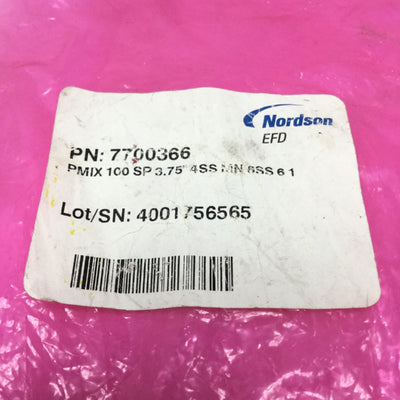 Nordson
EFD
PN: 7700366
PMIX 100 SP 3.75" 4SS MN 6SS 6 1
Lot/SN: 4001756565